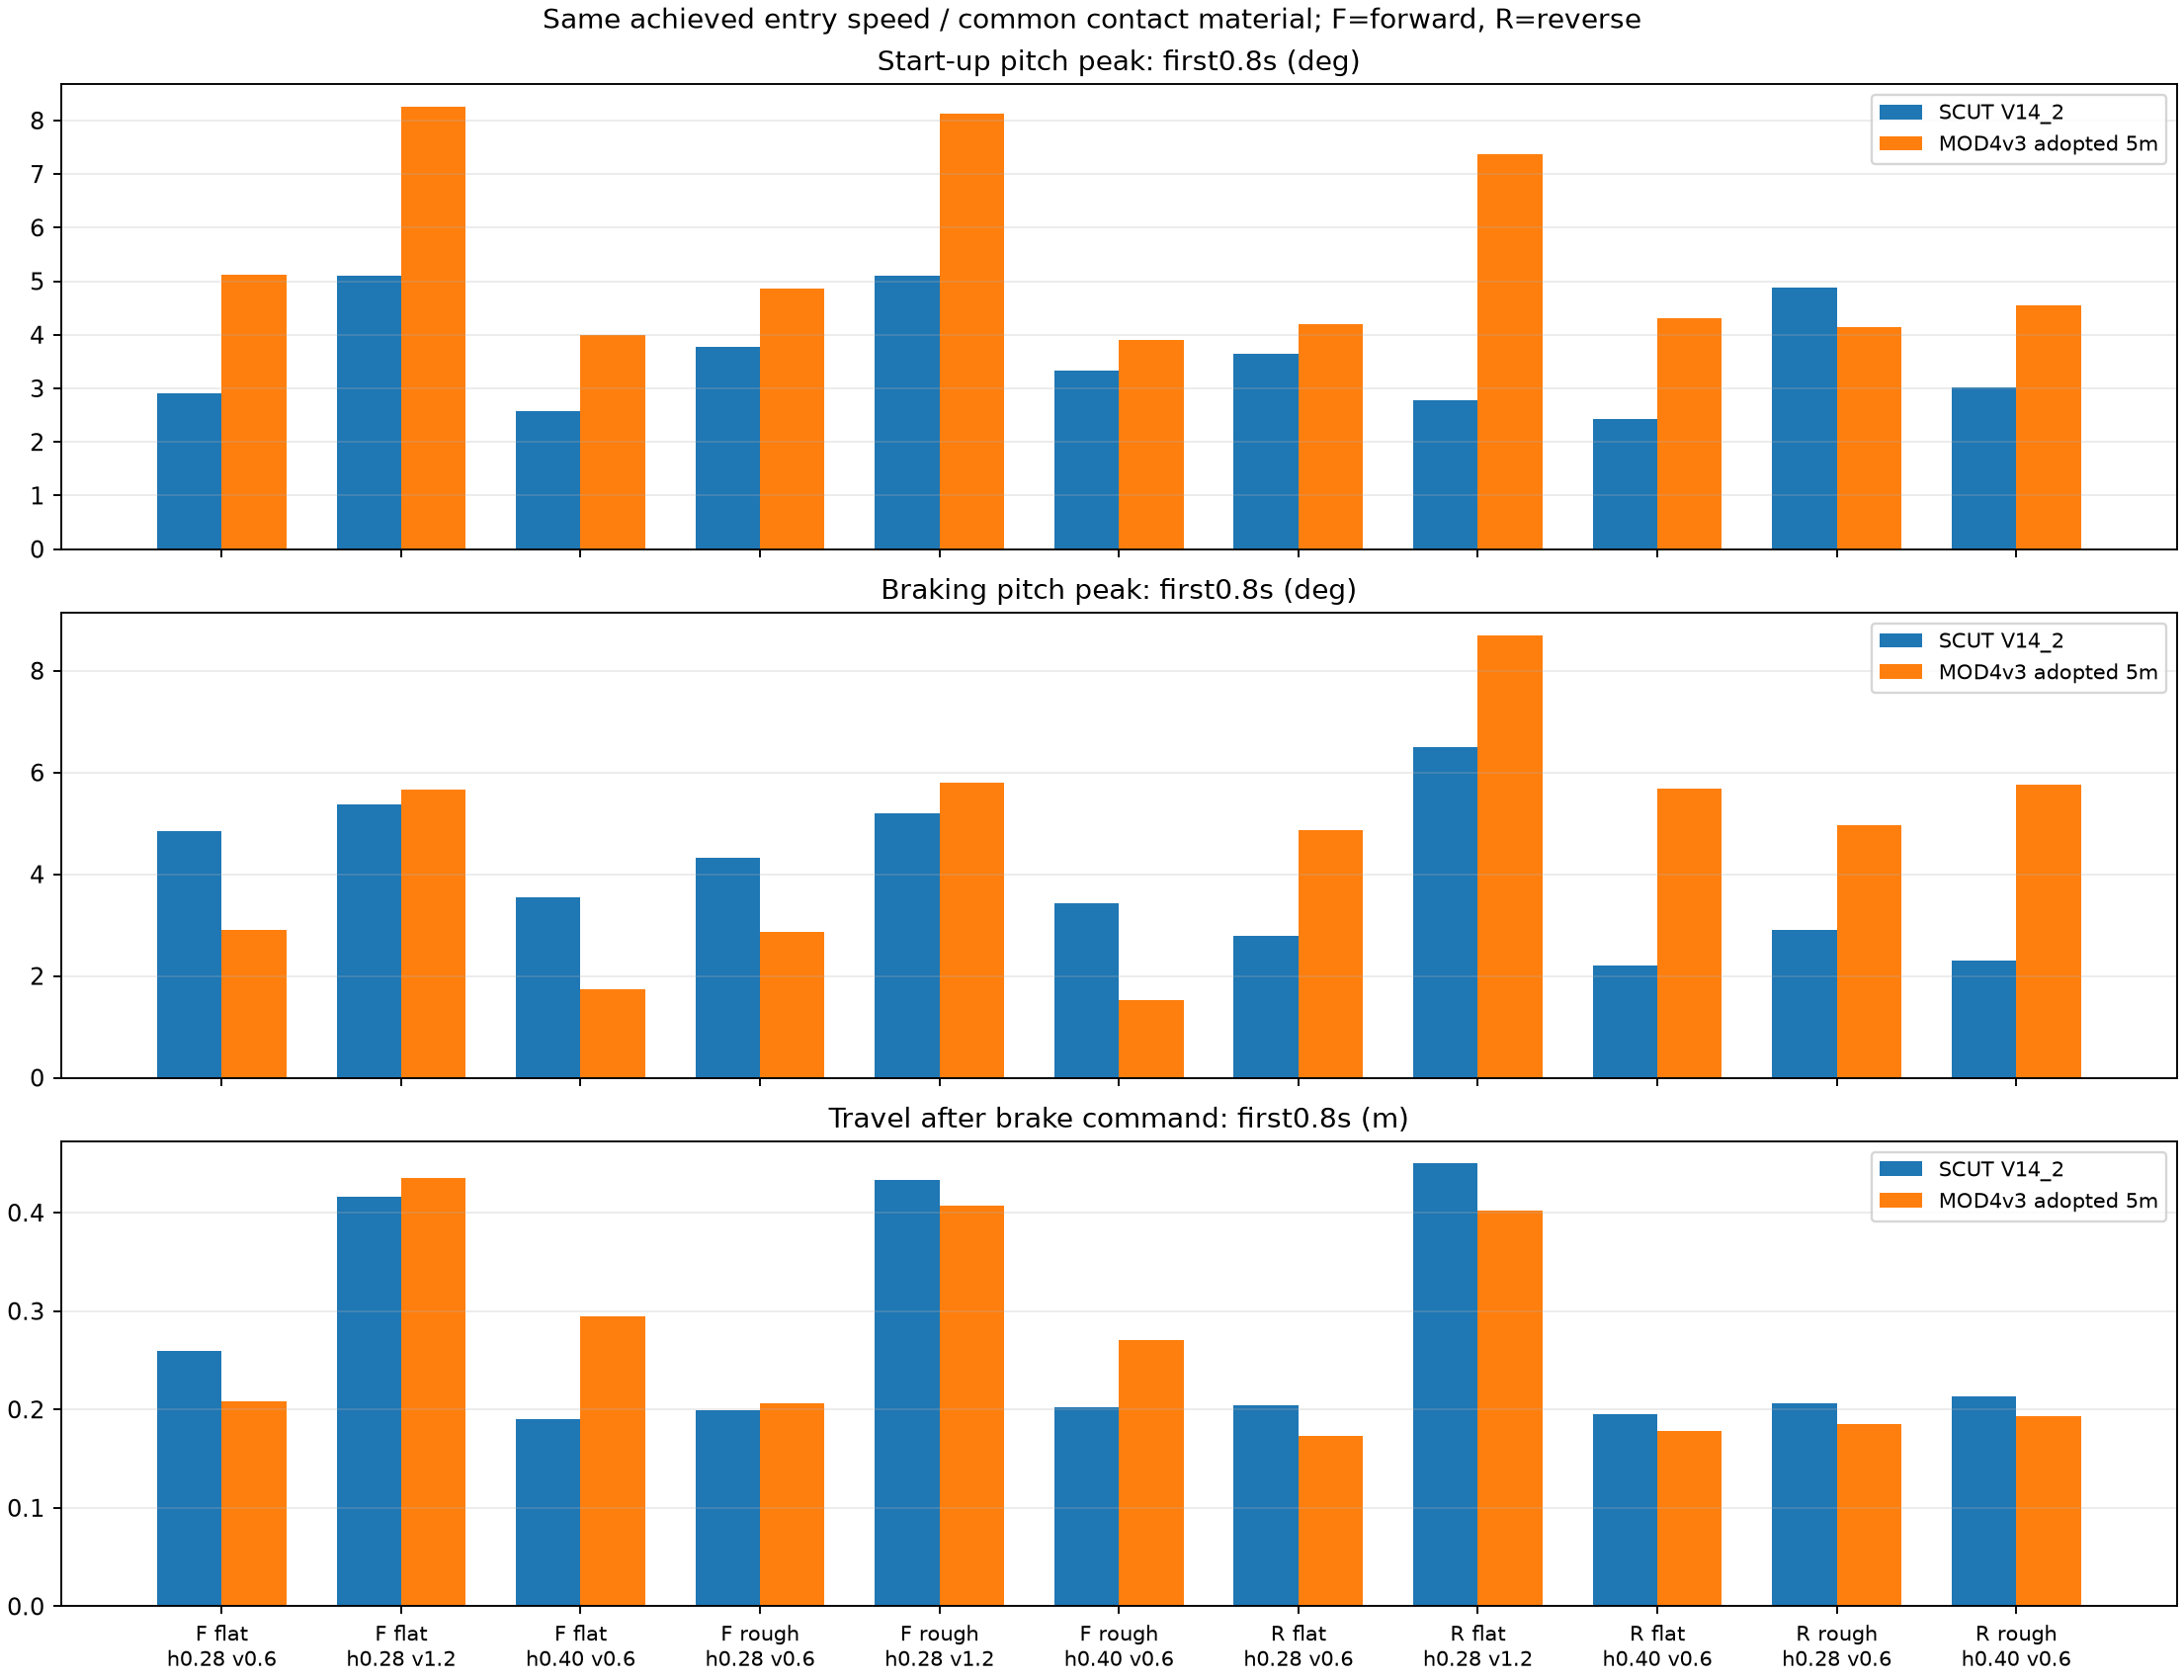 Same achieved entry speed / common contact material; F=forward, R=reverse
Start-up pitch peak: first0.8s (deg)
8
7
6
5
4
3
2
1
0
SCUT V14_2
MOD4v3 adopted 5m
Braking pitch peak: first0.8s (deg)
8
6
4
2
0
SCUT V14_2
MOD4v3 adopted 5m
Travel after brake command: first0.8s (m)
0.4
0.3
0.2
0.1
0.0
SCUT V14_2
MOD4v3 adopted 5m
F flat
h0.28 v0.6
F flat
h0.28 v1.2
F flat
h0.40 v0.6
F rough
h0.28 v0.6
F rough
h0.28 v1.2
F rough
h0.40 v0.6
R flat
h0.28 v0.6
R flat
h0.28 v1.2
R flat
h0.40 v0.6
R rough
h0.28 v0.6
R rough
h0.40 v0.6